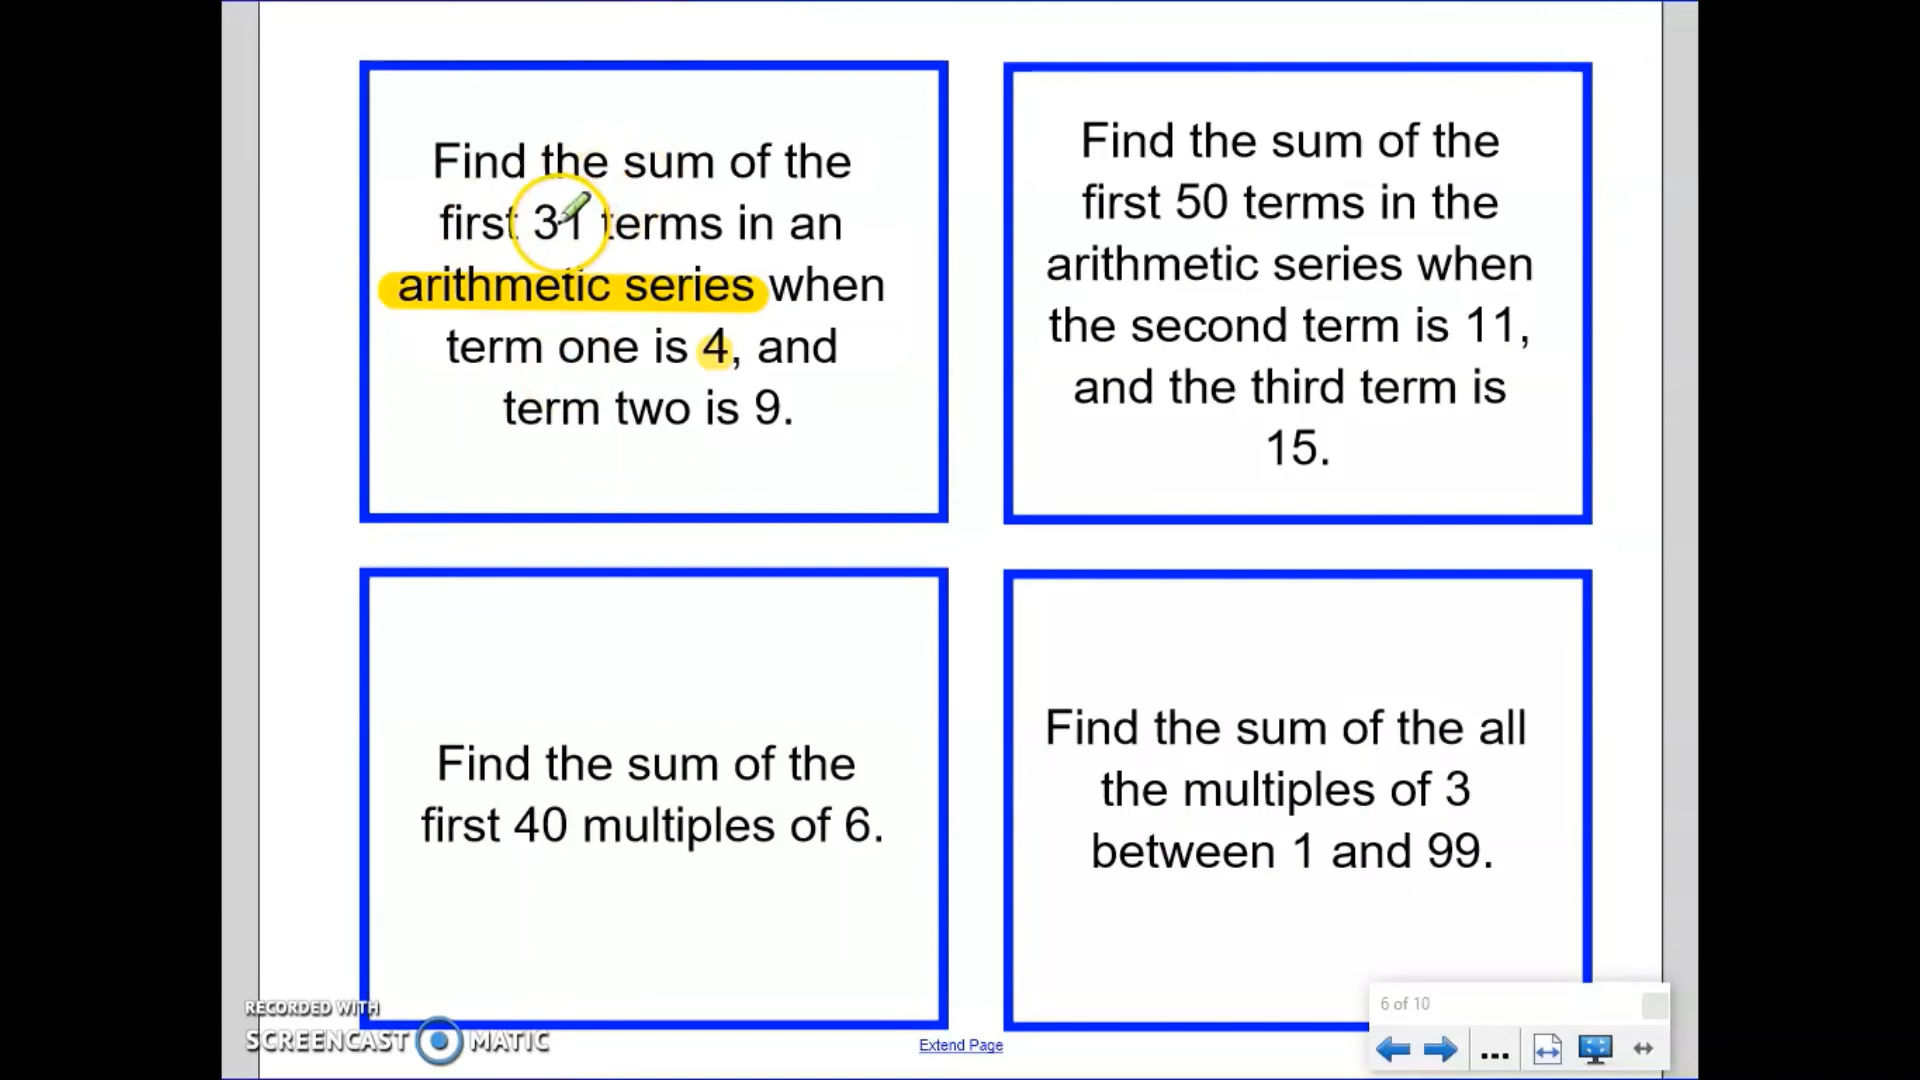 Find the sum of the
first 31 terms in an
arithmetic series when
term one is 4, and
term two is 9.
Find the sum of the
first 50 terms in the
arithmetic series when
the second term is 11,
and the third term is
15.
Find the sum of the
first 40 multiples of 6.
Find the sum of the all
the multiples of 3
between 1 and 99.
RECORDED WITH
SCREENCAST MATIC
Extend Page
6 of 10